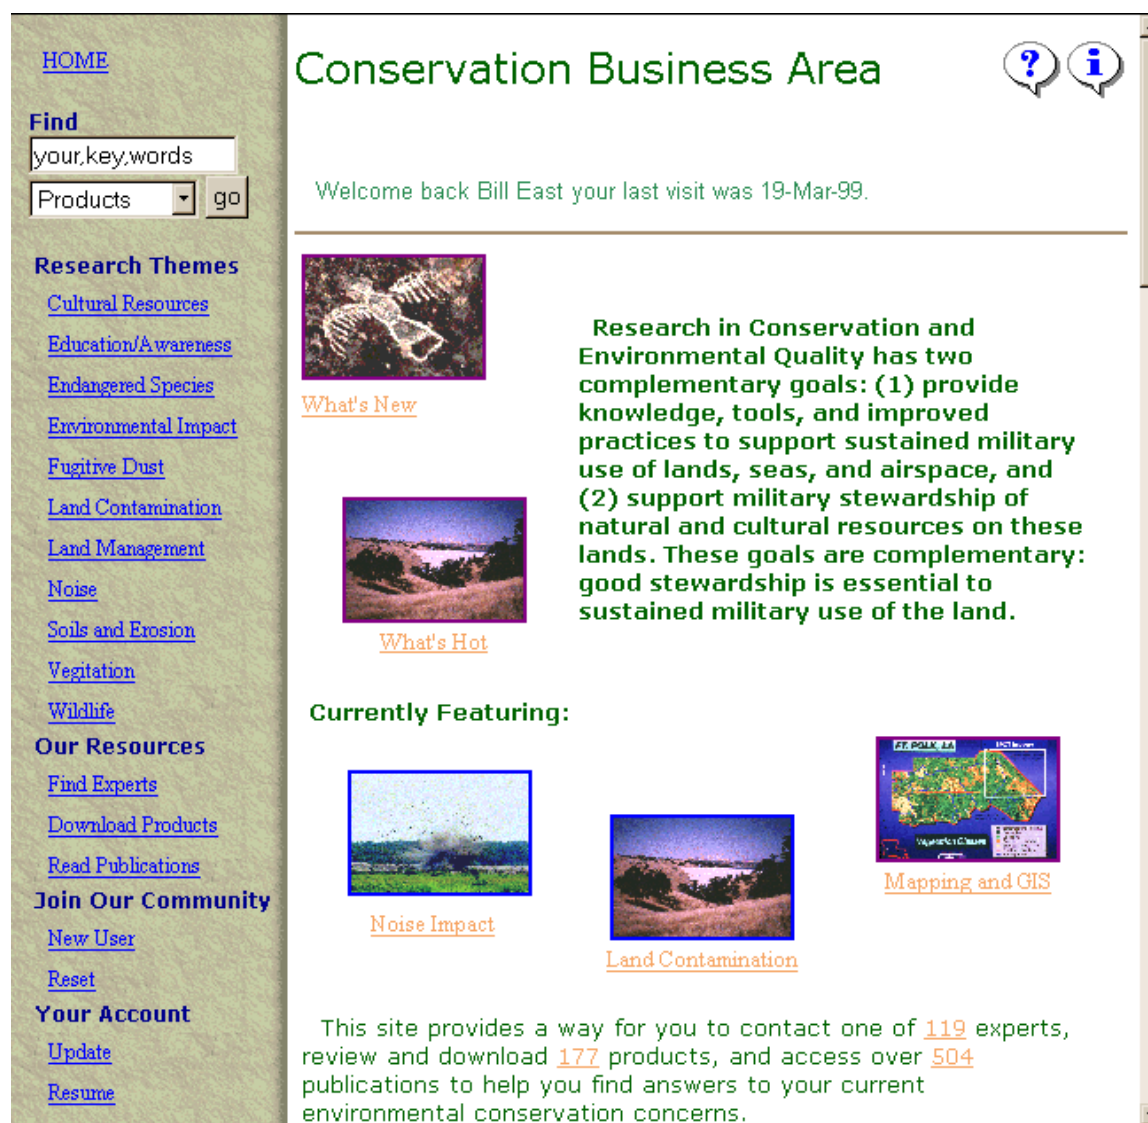 HOME
Find
your,key,words
Products
go
Research Themes
Cultural Resources
Education/Awareness
Endangered Species
Environmental Impact
Fugitive Dust
Land Contamination
Land Management
Noise
Soils and Erosion
Vegitation
Wildlife
Our Resources
Find Experts
Download Products
Read Publications
Join Our Community
New User
Reset
Your Account
Update
Resume
Conservation Business Area
? i
Welcome back Bill East your last visit was 19-Mar-99.
What's New
What's Hot
Research in Conservation and
Environmental Quality has two
complementary goals: (1) provide
knowledge, tools, and improved
practices to support sustained military
use of lands, seas, and airspace, and
(2) support military stewardship of
natural and cultural resources on these
lands. These goals are complementary:
good stewardship is essential to
sustained military use of the land.
Currently Featuring:
Noise Impact
Land Contamination
FT. POLK, LA
Vegetation Classes
Mapping and GIS
This site provides a way for you to contact one of 119 experts,
review and download 177 products, and access over 504
publications to help you find answers to your current
environmental conservation concerns.